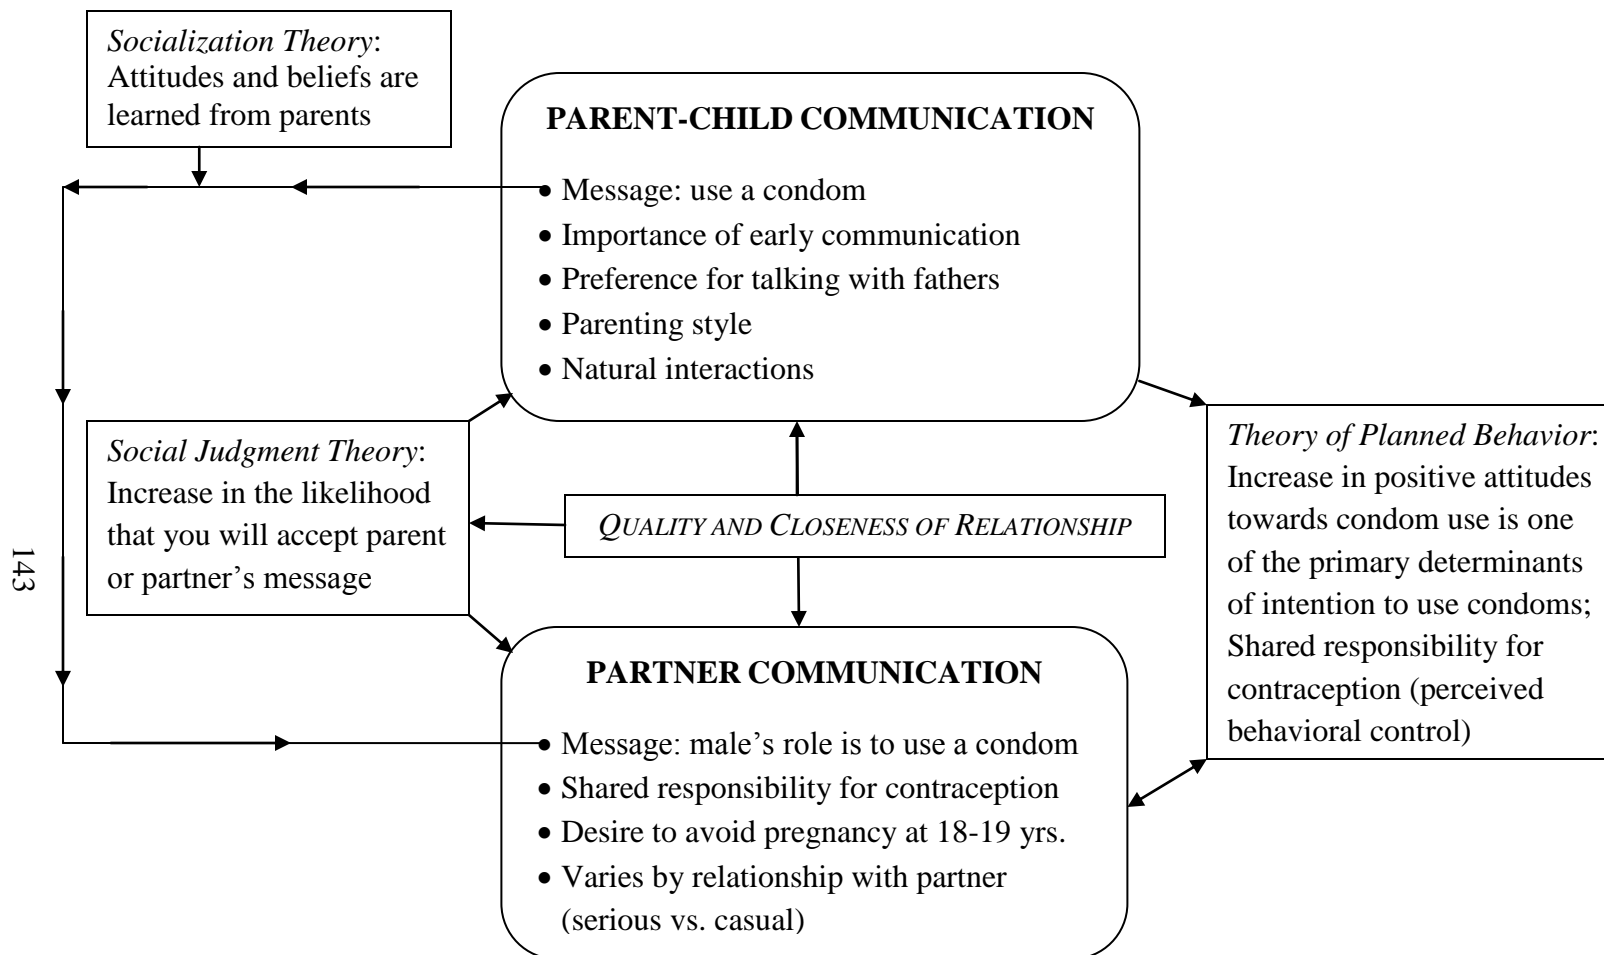 Socialization Theory:
Attitudes and beliefs are
learned from parents
PARENT-CHILD COMMUNICATION
• Message: use a condom
• Importance of early communication
• Preference for talking with fathers
• Parenting style
• Natural interactions
Social Judgment Theory:
Increase in the likelihood
that you will accept parent
or partner’s message
QUALITY AND CLOSENESS OF RELATIONSHIP
Theory of Planned Behavior:
Increase in positive attitudes
towards condom use is one
of the primary determinants
of intention to use condoms;
Shared responsibility for
contraception (perceived
behavioral control)
PARTNER COMMUNICATION
• Message: male’s role is to use a condom
• Shared responsibility for contraception
• Desire to avoid pregnancy at 18-19 yrs.
• Varies by relationship with partner
(serious vs. casual)
143